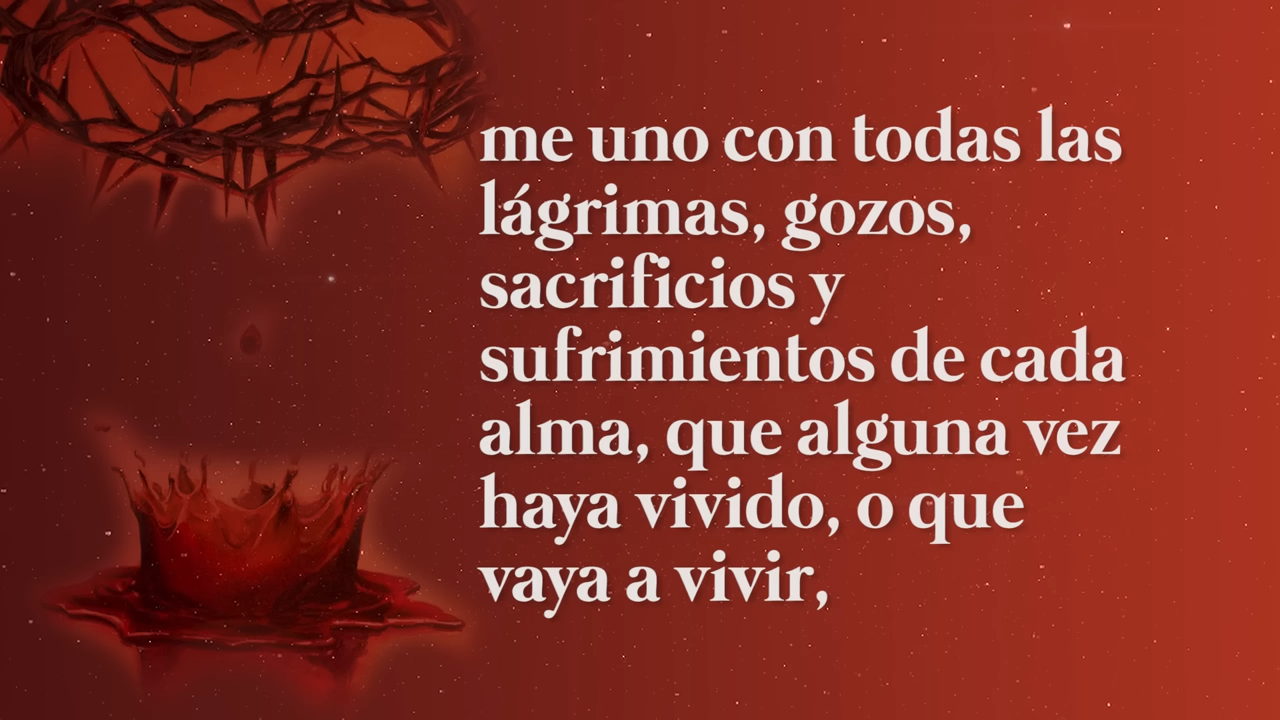 me uno con todas las
lágrimas, gozos,
sacrificios y
sufrimientos de cada
alma, que alguna vez
haya vivido, o que
vaya a vivir,